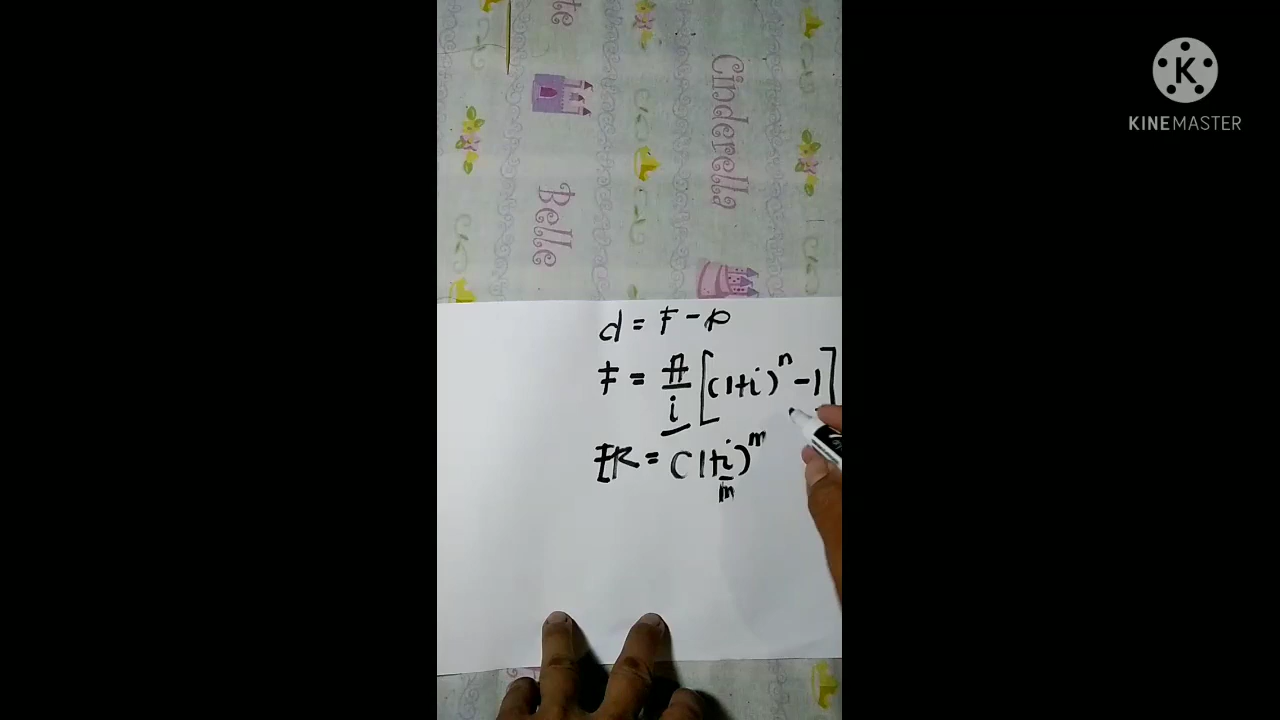 KINEMASTER
Cinderella
Belle
d = F - P
F = A/i [(1+i)^n - 1]
ER = (1+i/m)^m